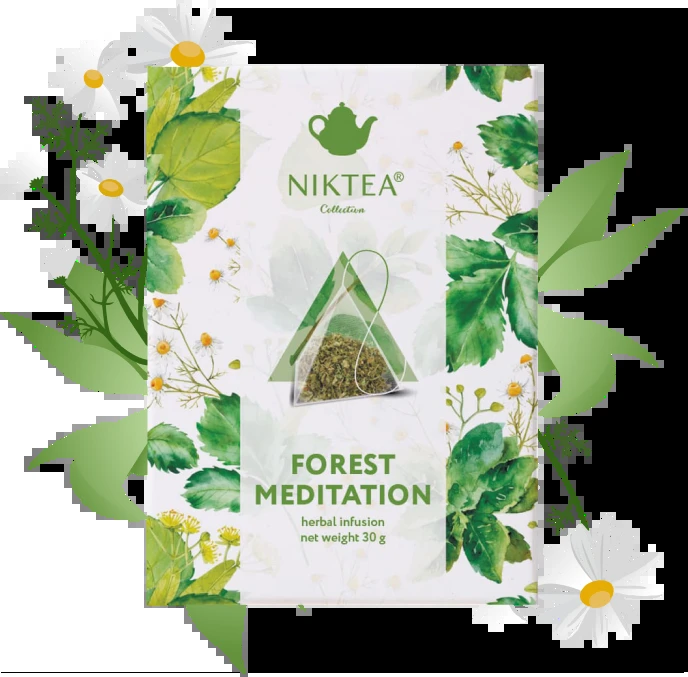 NIKTEA®
Collection
FOREST
MEDITATION
herbal infusion
net weight 30 g